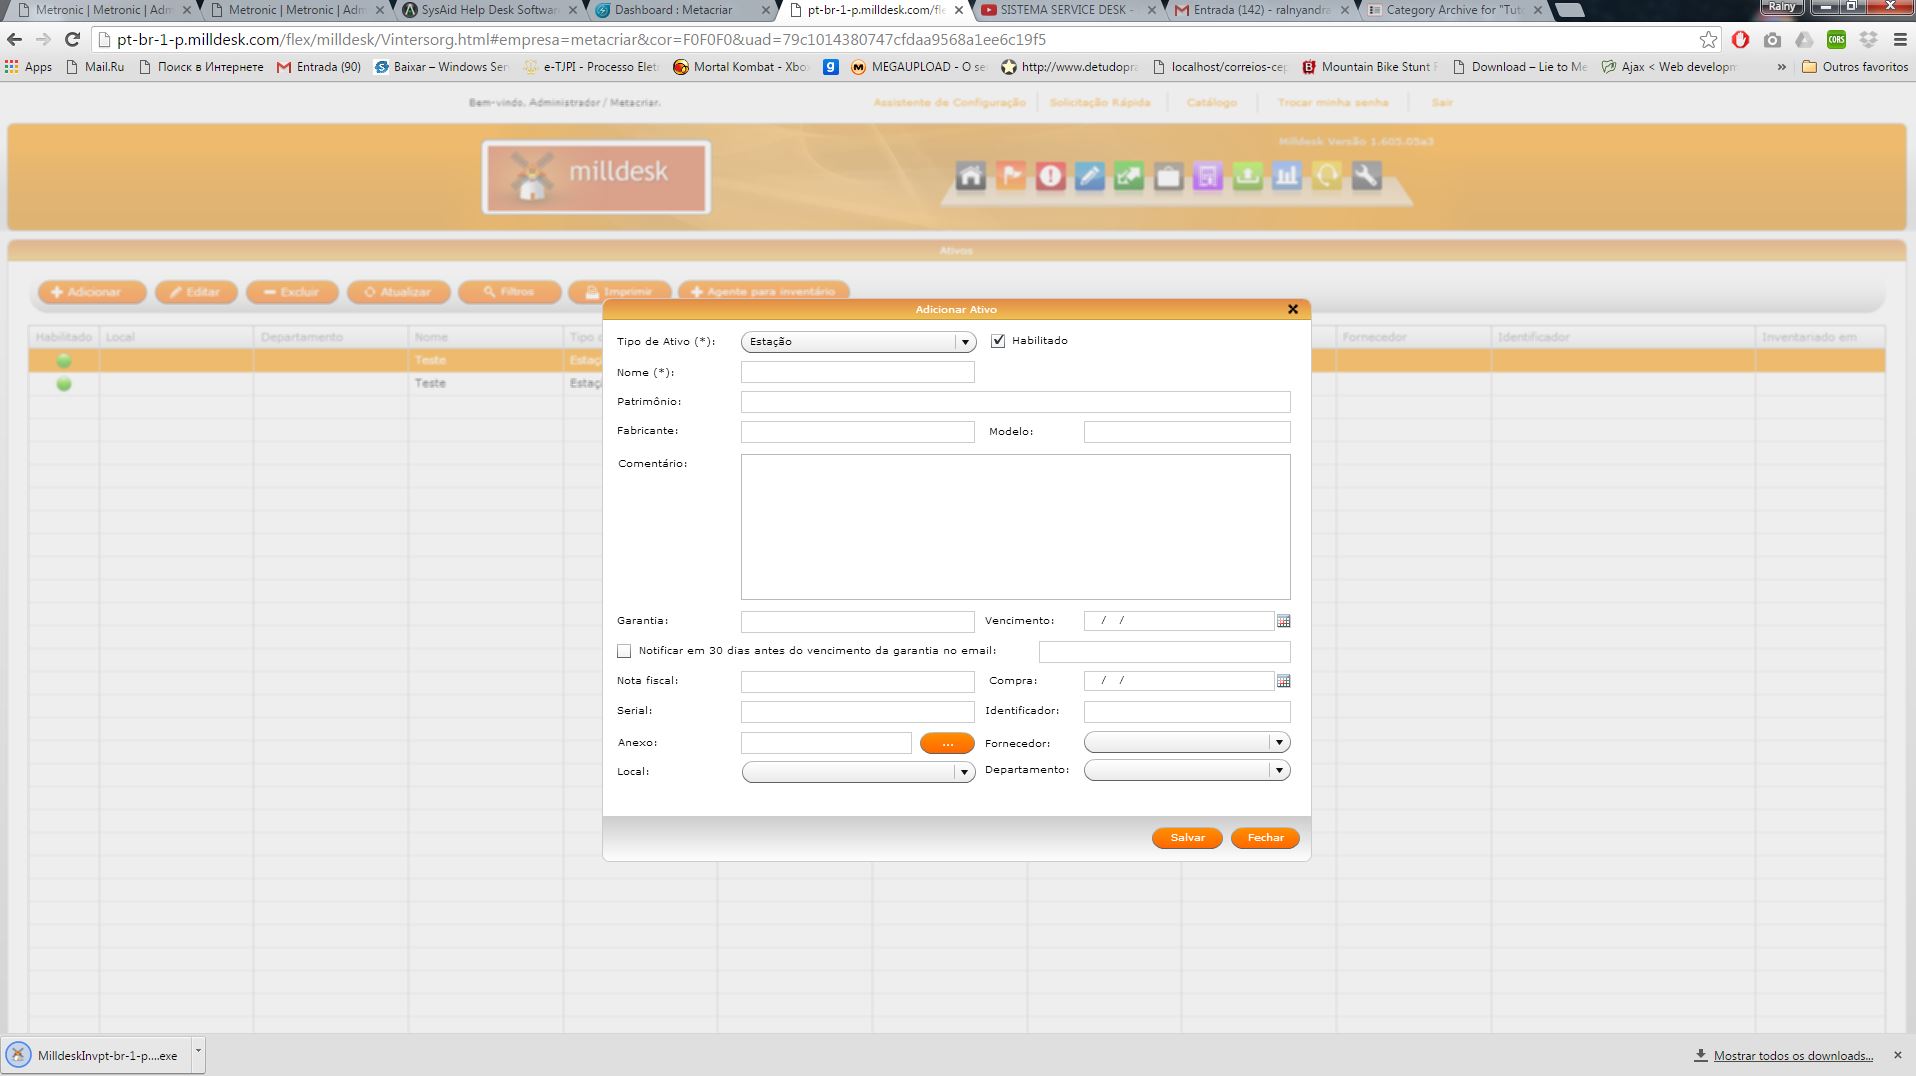 Metronic | Metronic | Adm
Metronic | Metronic | Adm
SysAid Help Desk Softwar
Dashboard : Metacriar
pt-br-1-p.milldesk.com/fle
SISTEMA SERVICE DESK -
Entrada (142) - ralnyandra
Category Archive for "Tuto
Ralny
pt-br-1-p.milldesk.com/flex/milldesk/Vintersorg.html#empresa=metacriar&cor=F0F0F0&uad=79c1014380747cfdaa9568a1ee6c19f5
CORS
Apps
Mail.Ru
Поиск в Интернете
Entrada (90)
Baixar – Windows Ser
e-TJPI - Processo Elet
Mortal Kombat - Xbo
MEGAUPLOAD - O se
http://www.detudopra
localhost/correios-cep
Mountain Bike Stunt F
Download – Lie to Me
Ajax < Web developm
»
Outros favoritos
Bem-vindo, Administrador / Metacriar.
Assistente de Configuração
Solicitação Rápida
Catálogo
Trocar minha senha
Sair
Milldesk Versão 1.605.05a3
milldesk
Ativos
Adicionar
Editar
Excluir
Atualizar
Filtros
Imprimir
Agente para inventário
Habilitado Local Departamento Nome Tipo d Fornecedor Identificador Inventariado em
Teste Estaç
Teste Estaç
Adicionar Ativo
Tipo de Ativo (*): Estação Habilitado
Nome (*):
Patrimônio:
Fabricante: Modelo:
Comentário:
Garantia: Vencimento: / /
Notificar em 30 dias antes do vencimento da garantia no email:
Nota fiscal: Compra: / /
Serial: Identificador:
Anexo: ... Fornecedor:
Local: Departamento:
Salvar Fechar
MilldeskInvpt-br-1-p....exe
Mostrar todos os downloads...